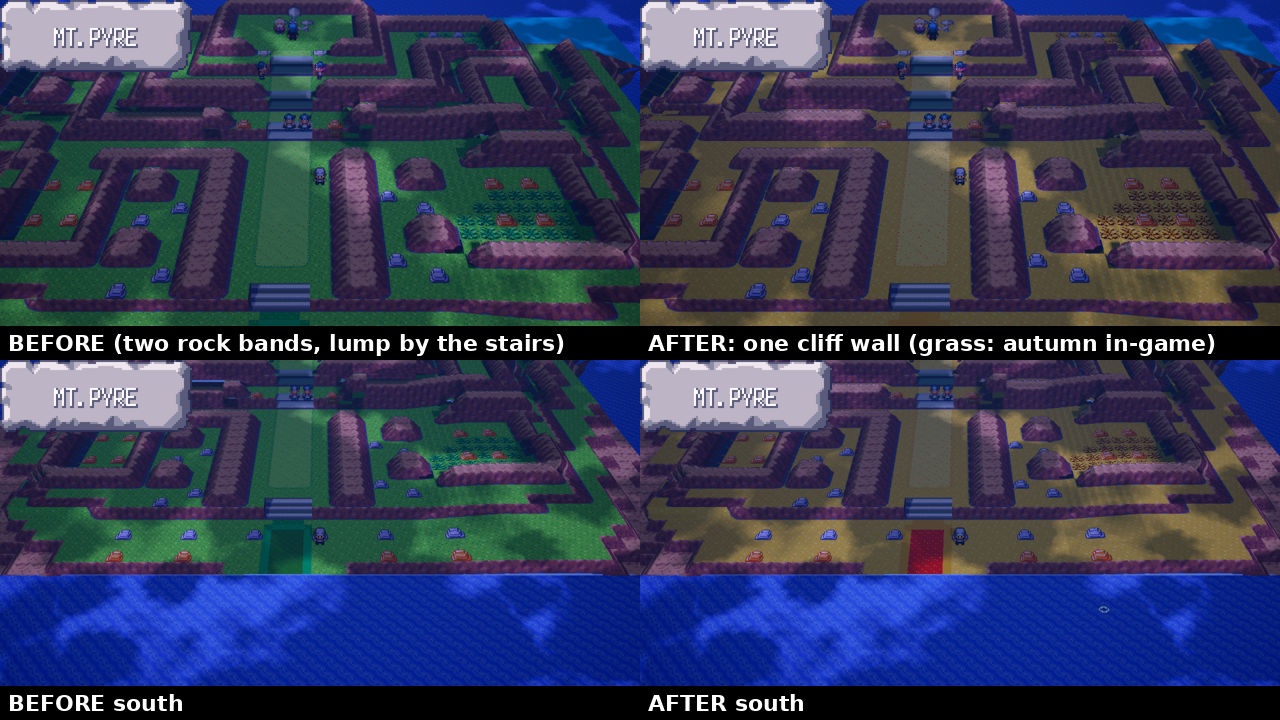 MT. PYRE
MT. PYRE
BEFORE (two rock bands, lump by the stairs)
AFTER: one cliff wall (grass: autumn in-game)
MT. PYRE
MT. PYRE
BEFORE south
AFTER south